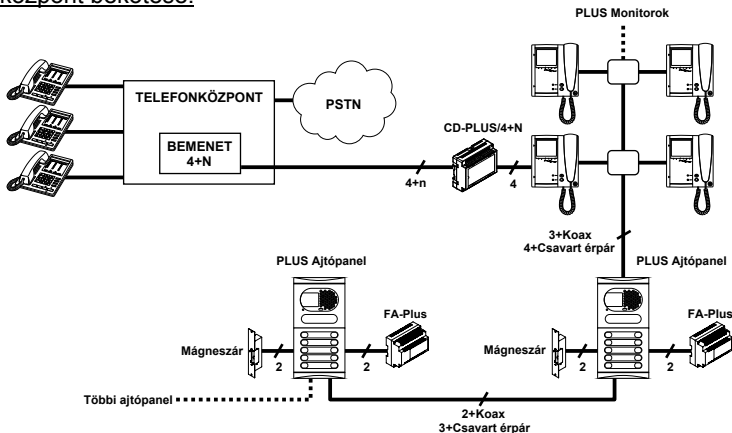 központ bekötése:
PLUS Monitorok
TELEFONKÖZPONT
PSTN
BEMENET
4+N
CD-PLUS/4+N
4+n
4
3+Koax
4+Csavart érpár
PLUS Ajtópanel
PLUS Ajtópanel
FA-Plus
FA-Plus
Mágneszár
2
2
Mágneszár
2
2
Többi ajtópanel
2+Koax
3+Csavart érpár